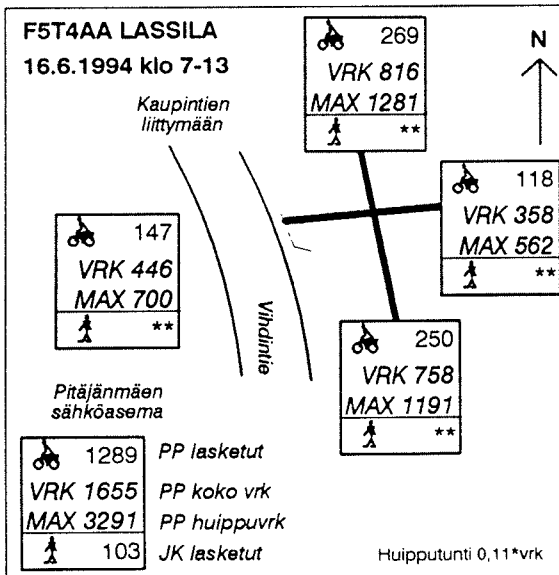 F5T4AA LASSILA
16.6.1994 klo 7-13
Kaupintien
liittymään
269
VRK 816
MAX 1281
**
N
118
VRK 358
MAX 562
**
147
VRK 446
MAX 700
**
Vihdintie
250
VRK 758
MAX 1191
**
Pitäjänmäen
sähköasema
1289 PP lasketut
VRK 1655 PP koko vrk
MAX 3291 PP huippuvrk
103 JK lasketut
Huipputunti 0,11*vrk